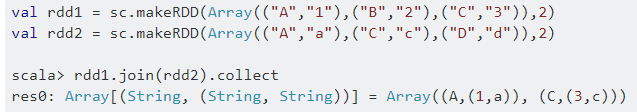 val rdd1 = sc.makeRDD(Array(("A","1"),("B","2"),("C","3")),2)
val rdd2 = sc.makeRDD(Array(("A","a"),("C","c"),("D","d")),2)
scala> rdd1.join(rdd2).collect
res0: Array[(String, (String, String))] = Array((A,(1,a)), (C,(3,c)))